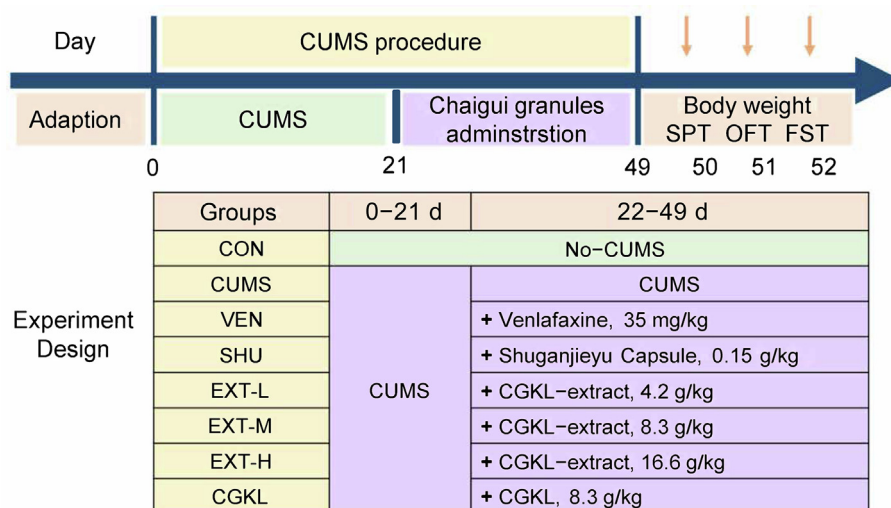 Day CUMS procedure
Adaption CUMS Chaigui granules adminstrstion Body weight
SPT OFT FST
0 21 49 50 51 52
Groups 0−21 d 22−49 d
CON No−CUMS
CUMS CUMS
VEN + Venlafaxine, 35 mg/kg
SHU + Shuganjieyu Capsule, 0.15 g/kg
Experiment Design
EXT-L CUMS + CGKL−extract, 4.2 g/kg
EXT-M + CGKL−extract, 8.3 g/kg
EXT-H + CGKL−extract, 16.6 g/kg
CGKL + CGKL, 8.3 g/kg